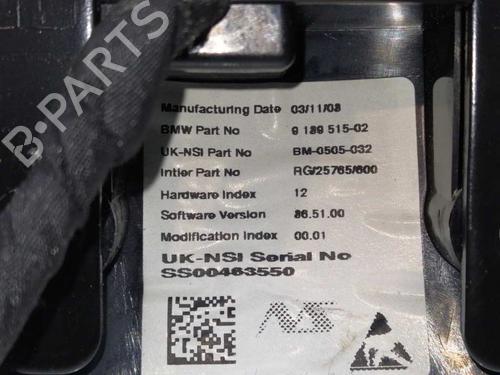 Manufacturing Date 03/11/08
BMW Part No 9 189 515-02
UK-NSI Part No BM-0505-032
Intier Part No RG/25765/600
Hardware Index 12
Software Version 86.51.00
Modification Index 00.01
UK-NSI Serial No
SS00463550
NS
B-PARTS